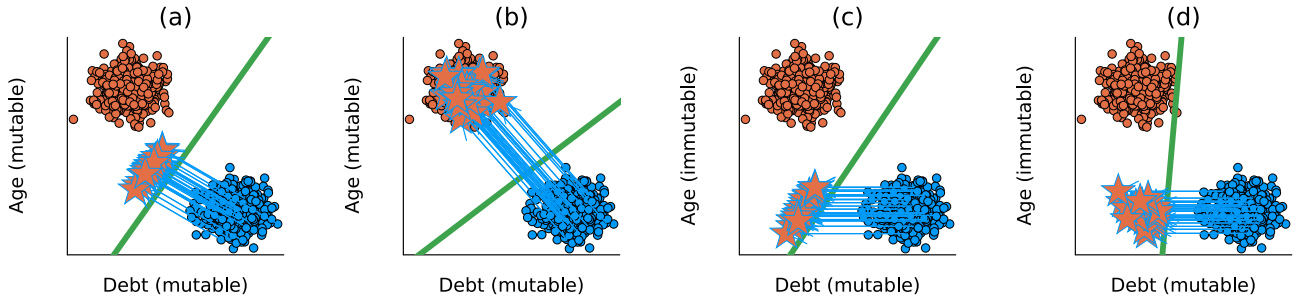 (a)
Age (mutable)
Debt (mutable)
(b)
Age (mutable)
Debt (mutable)
(c)
Age (immutable)
Debt (mutable)
(d)
Age (immutable)
Debt (mutable)